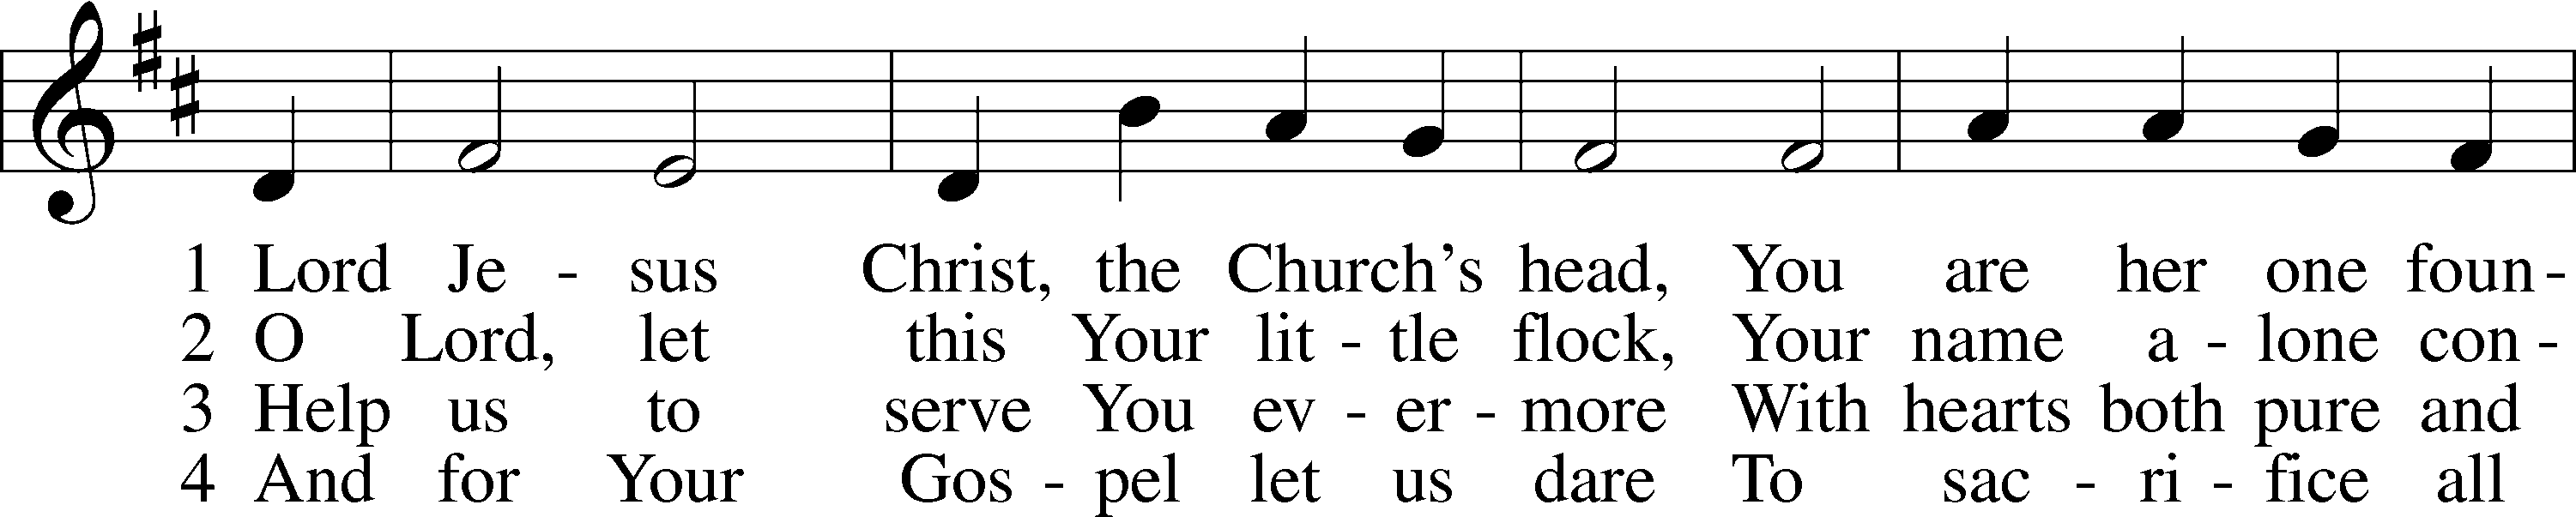 1 Lord Je - sus Christ, the Church's head, You are her one foun -
2 O Lord, let this Your lit - tle flock, Your name a - lone con -
3 Help us to serve You ev - er - more With hearts both pure and
4 And for Your Gos - pel let us dare To sac - ri - fice all